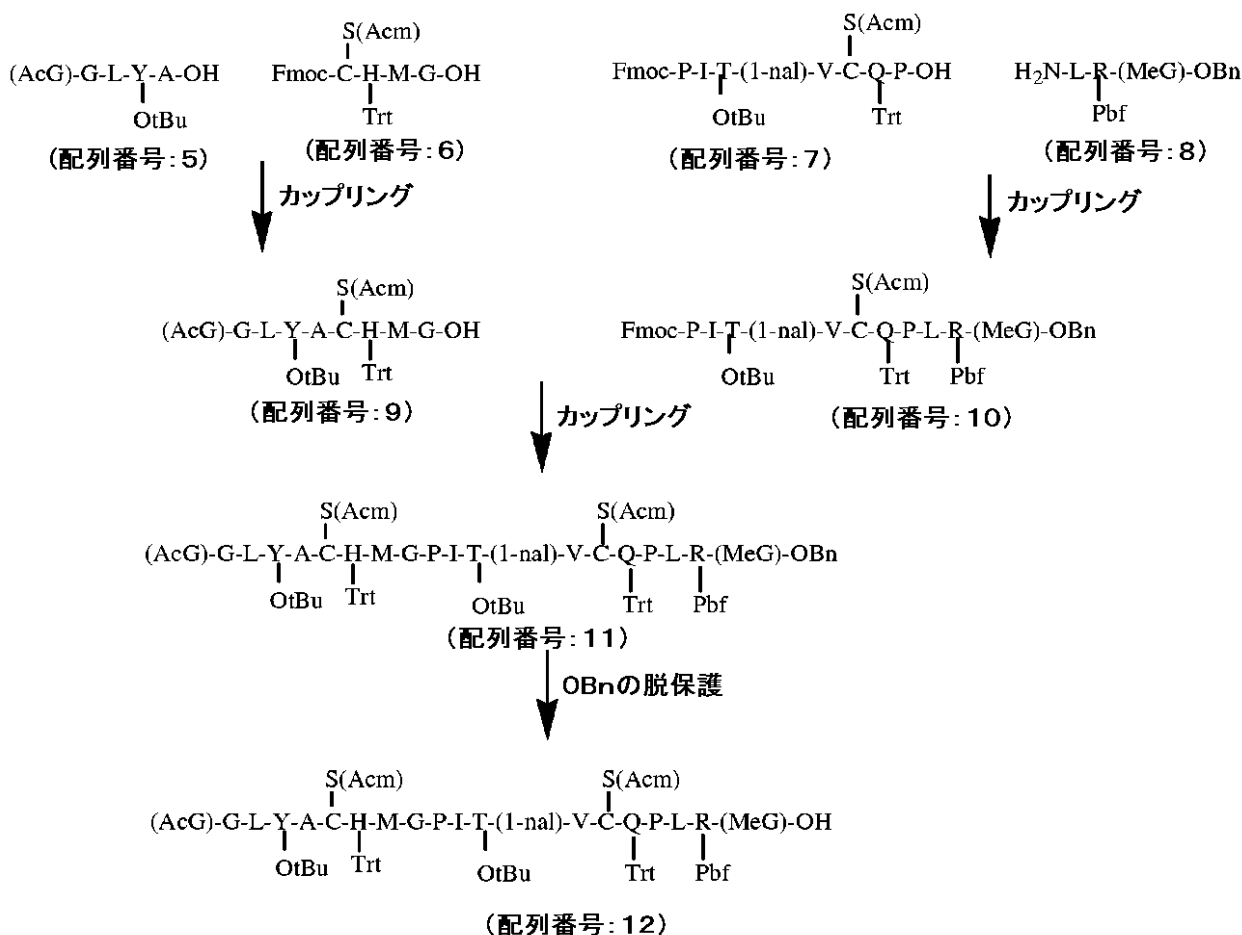 S(Acm)
(AcG)-G-L-Y-A-OH
Fmoc-C-H-M-G-OH
OtBu
Trt
(配列番号:5)
(配列番号:6)
S(Acm)
Fmoc-P-I-T-(1-nal)-V-C-Q-P-OH
H2N-L-R-(MeG)-OBn
OtBu
Trt
Pbf
(配列番号:7)
(配列番号:8)
カップリング
カップリング
S(Acm)
(AcG)-G-L-Y-A-C-H-M-G-OH
OtBu
Trt
(配列番号:9)
S(Acm)
Fmoc-P-I-T-(1-nal)-V-C-Q-P-L-R-(MeG)-OBn
OtBu
Trt
Pbf
(配列番号:10)
カップリング
S(Acm)
S(Acm)
(AcG)-G-L-Y-A-C-H-M-G-P-I-T-(1-nal)-V-C-Q-P-L-R-(MeG)-OBn
OtBu
Trt
OtBu
Trt
Pbf
(配列番号:11)
OBnの脱保護
S(Acm)
S(Acm)
(AcG)-G-L-Y-A-C-H-M-G-P-I-T-(1-nal)-V-C-Q-P-L-R-(MeG)-OH
OtBu
Trt
OtBu
Trt
Pbf
(配列番号:12)